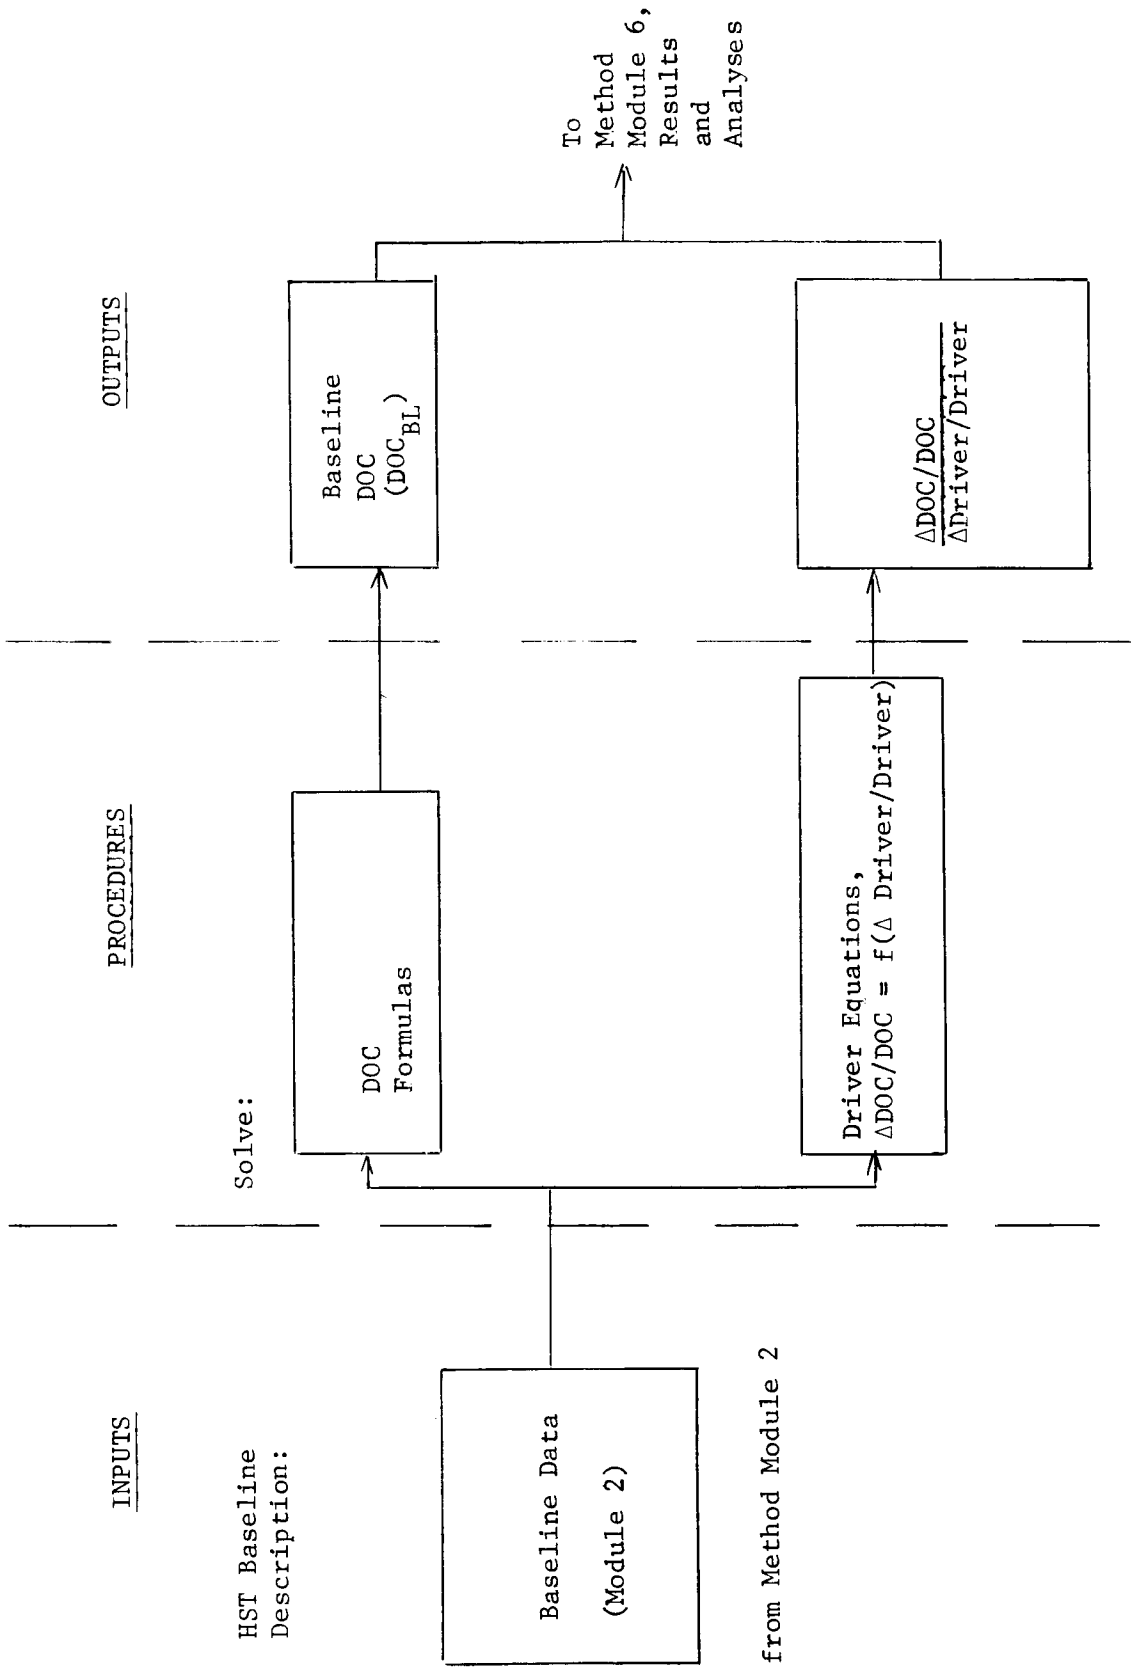 INPUTS
HST Baseline
Description:
Baseline Data
(Module 2)
from Method Module 2
PROCEDURES
Solve:
DOC
Formulas
Driver Equations,
ΔDOC/DOC = f(Δ Driver/Driver)
OUTPUTS
Baseline
DOC
(DOC_BL)
ΔDOC/DOC
ΔDriver/Driver
To
Method
Module 6,
Results
and
Analyses